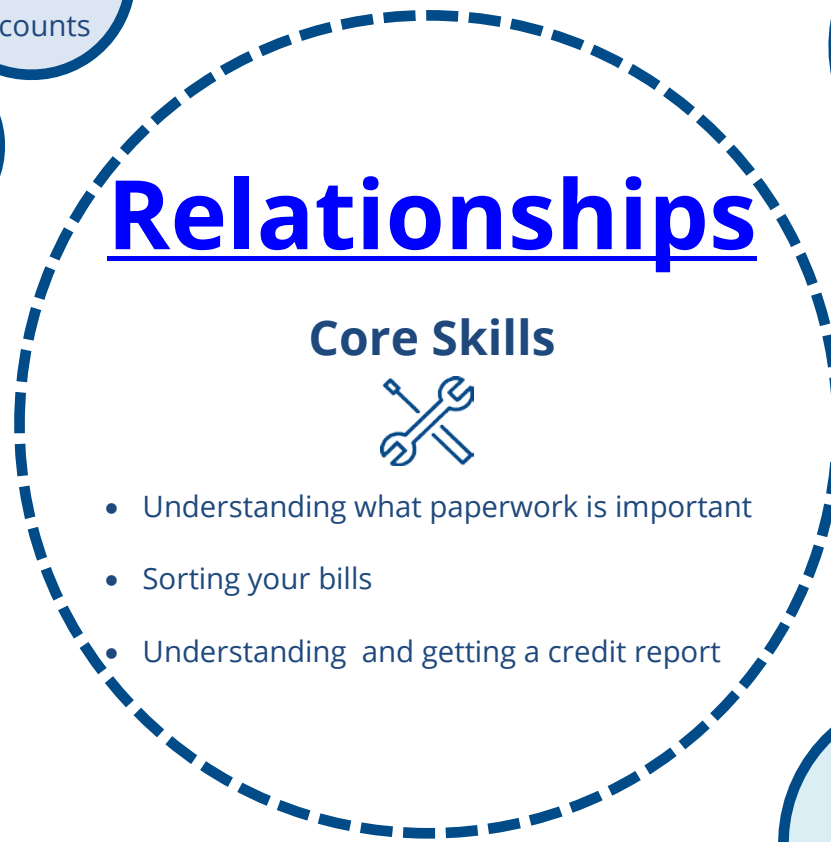 counts
Relationships
Core Skills
• Understanding what paperwork is important
• Sorting your bills
• Understanding  and getting a credit report